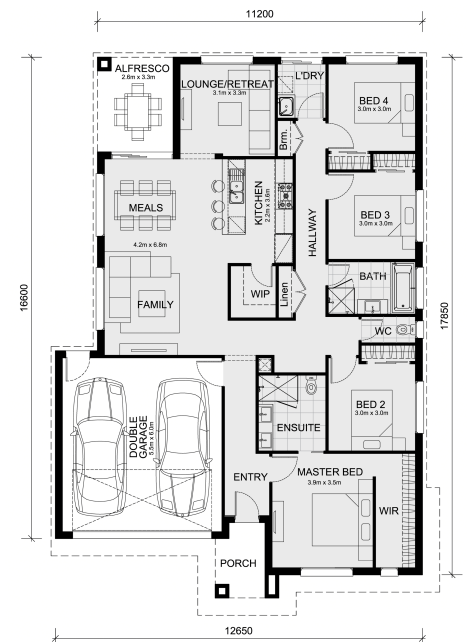 11200
ALFRESCO
2.6m x 3.3m
LOUNGE/RETREAT
3.1m x 3.3m
L'DRY
BED 4
3.0m x 3.0m
Brm.
KITCHEN
2.2m x 3.6m
MEALS
HALLWAY
BED 3
3.0m x 3.0m
4.2m x 6.8m
BATH
WIP
Linen
FAMILY
WC
16600
17850
BED 2
3.0m x 3.0m
DOUBLE
GARAGE
5.5m x 6.0m
ENSUITE
ENTRY
MASTER BED
3.9m x 3.5m
WIR
PORCH
12650